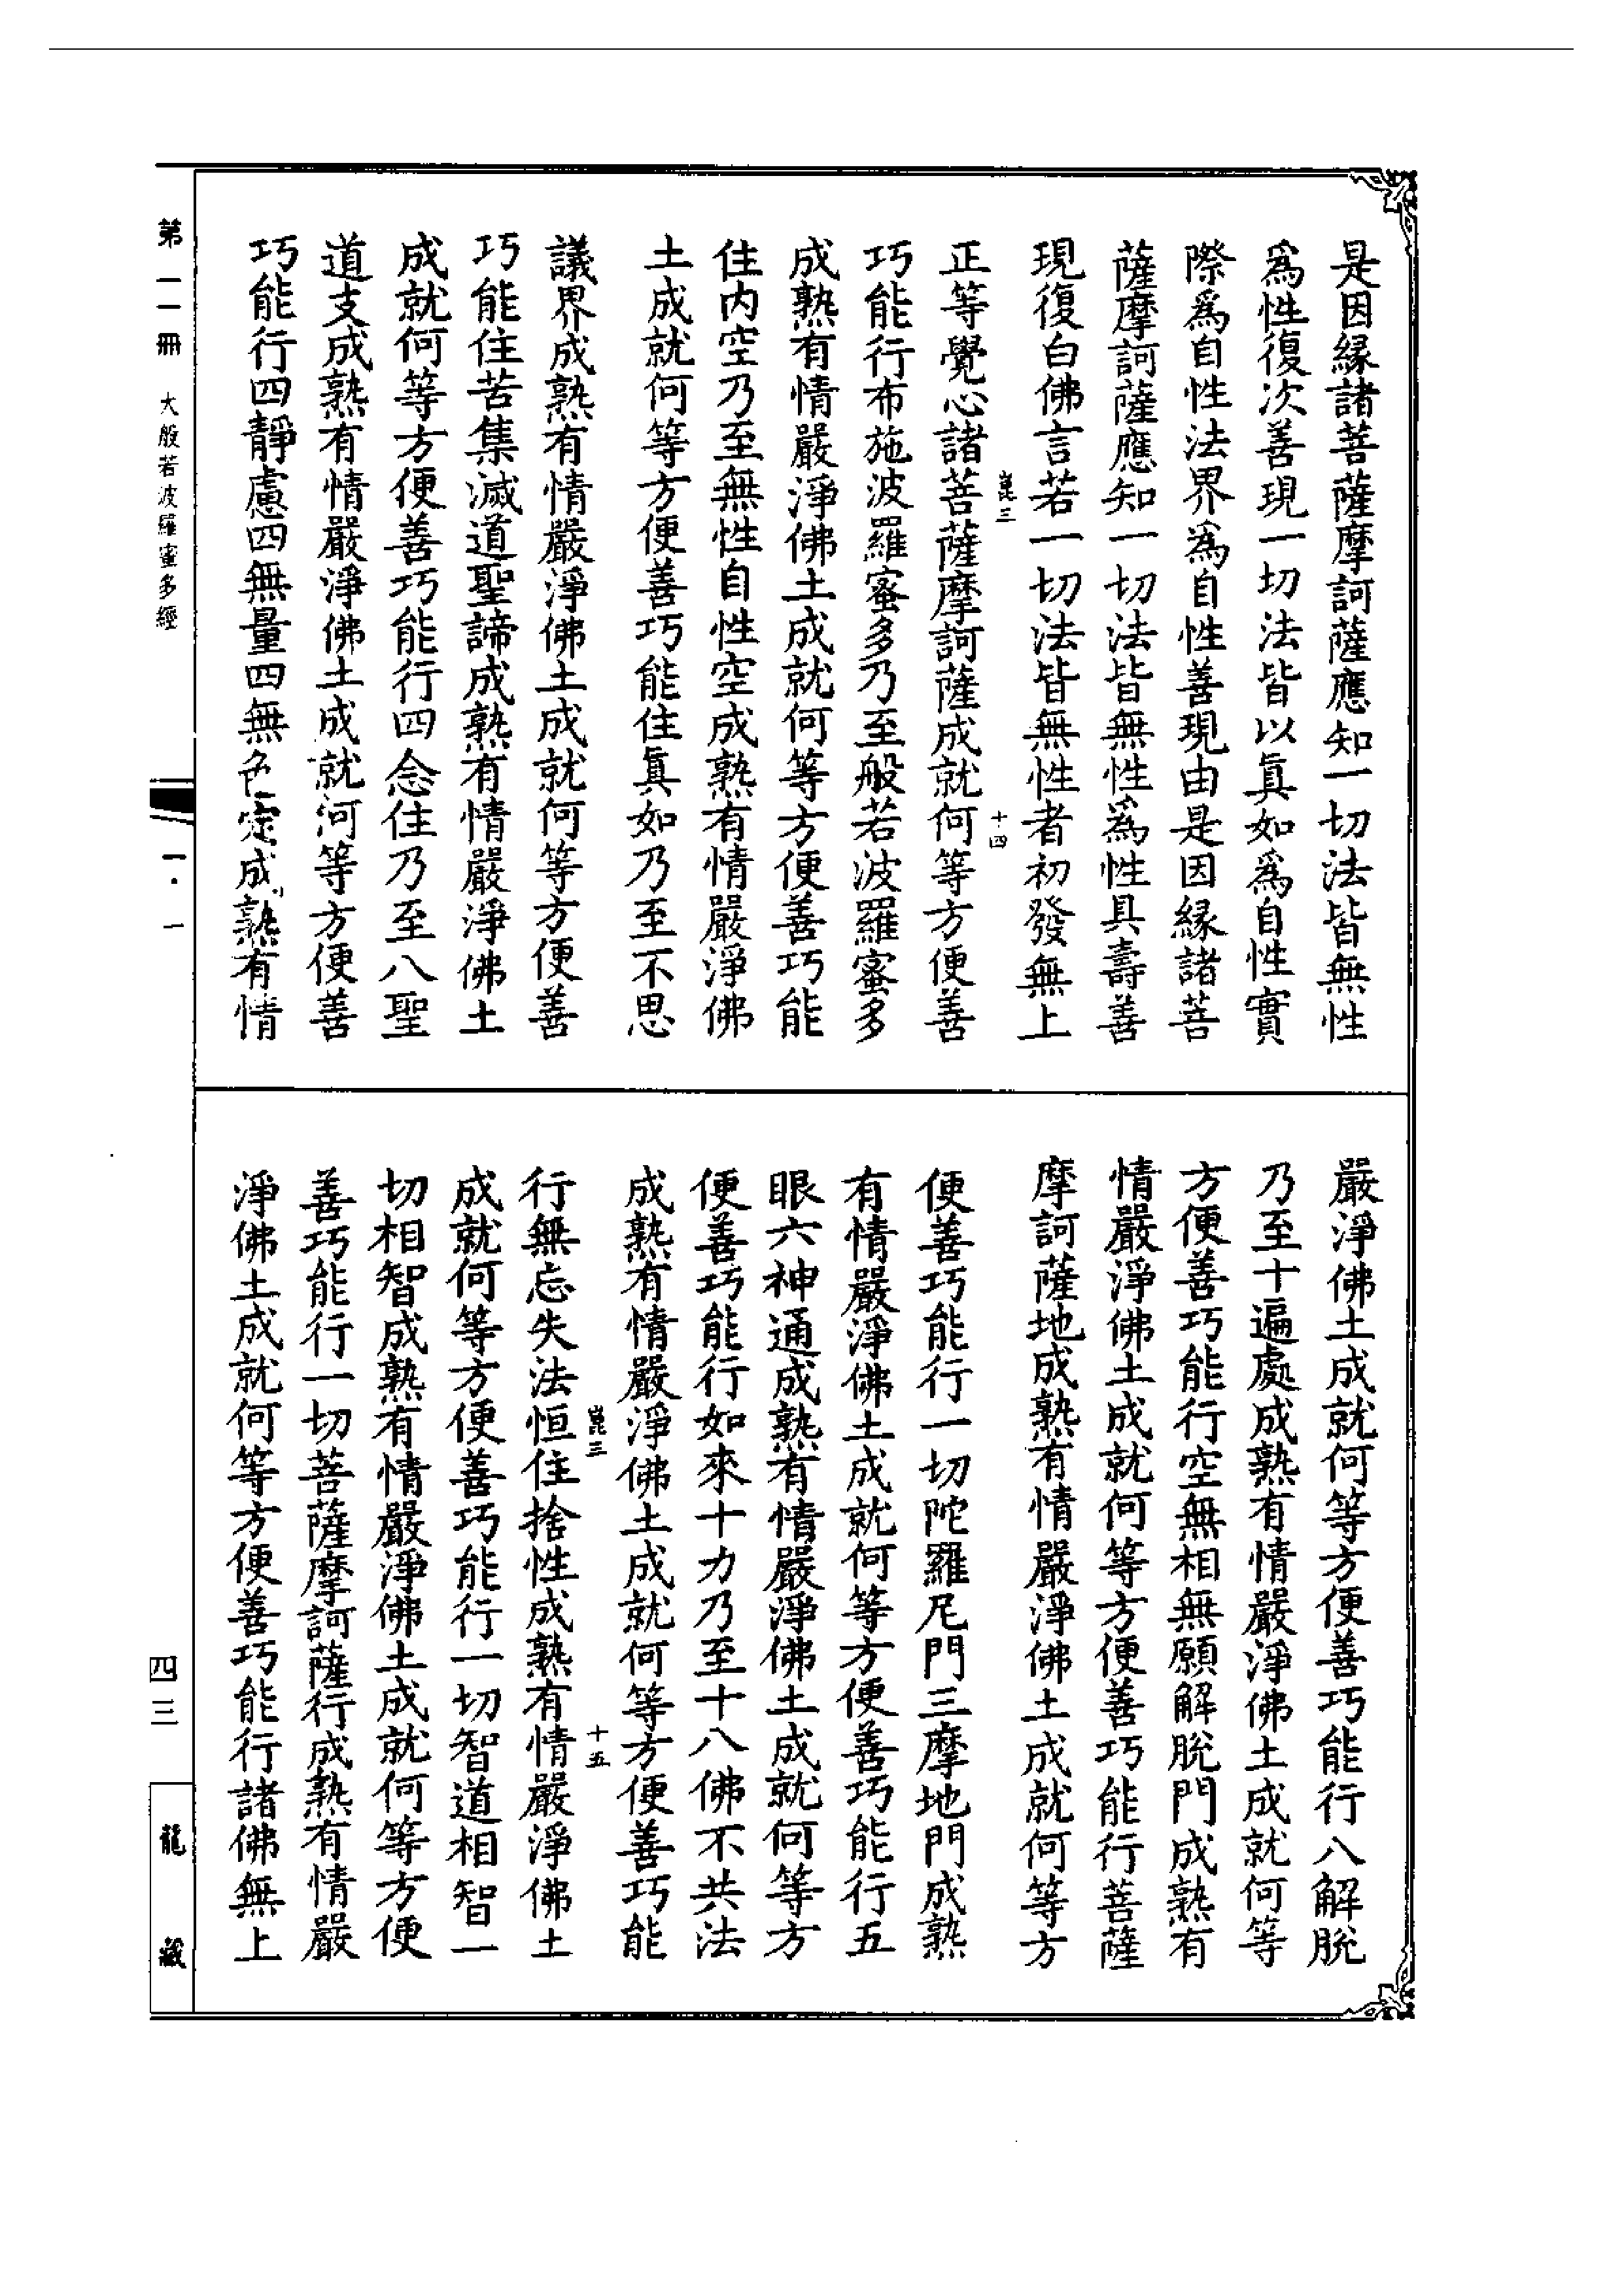 是因緣諸菩薩摩訶薩應知一切法皆無性
爲性復次善現一切法皆以眞如爲自性實
際爲自性法界爲自性善現由是因緣諸菩
薩摩訶薩應知一切法皆無性爲性具壽善
現復白佛言若一切法皆無性者初發無上
崑三
十四
正等覺心諸菩薩摩訶薩成就何等方便善
巧能行布施波羅蜜多乃至般若波羅蜜多
成熟有情嚴淨佛土成就何等方便善巧能
住内空乃至無性自性空成熟有情嚴淨佛
土成就何等方便善巧能住眞如乃至不思
議界成熟有情嚴淨佛土成就何等方便善
巧能住苦集滅道聖諦成熟有情嚴淨佛土
成就何等方便善巧能行四念住乃至八聖
道支成熟有情嚴淨佛土成就河等方便善
巧能行四靜慮四無量四無色定成熟有情
嚴淨佛土成就何等方便善巧能行八解脫
乃至十遍處成熟有情嚴淨佛土成就何等
方便善巧能行空無相無願解脫門成熟有
情嚴淨佛土成就何等方便善巧能行菩薩
摩訶薩地成熟有情嚴淨佛土成就何等方
便善巧能行一切陀羅尼門三摩地門成熟
有情嚴淨佛土成就何等方便善巧能行五
眼六神通成熟有情嚴淨佛土成就何等方
便善巧能行如來十力乃至十八佛不共法
成熟有情嚴淨佛土成就何等方便善巧能
崑三
十五
行無忘失法恒住捨性成熟有情嚴淨佛土
成就何等方便善巧能行一切智道相智一
切相智成熟有情嚴淨佛土成就何等方便
善巧能行一切菩薩摩訶薩行成熟有情嚴
淨佛土成就何等方便善巧能行諸佛無上
第一一冊 大般若波羅蜜多經
一·一
四三
龍藏